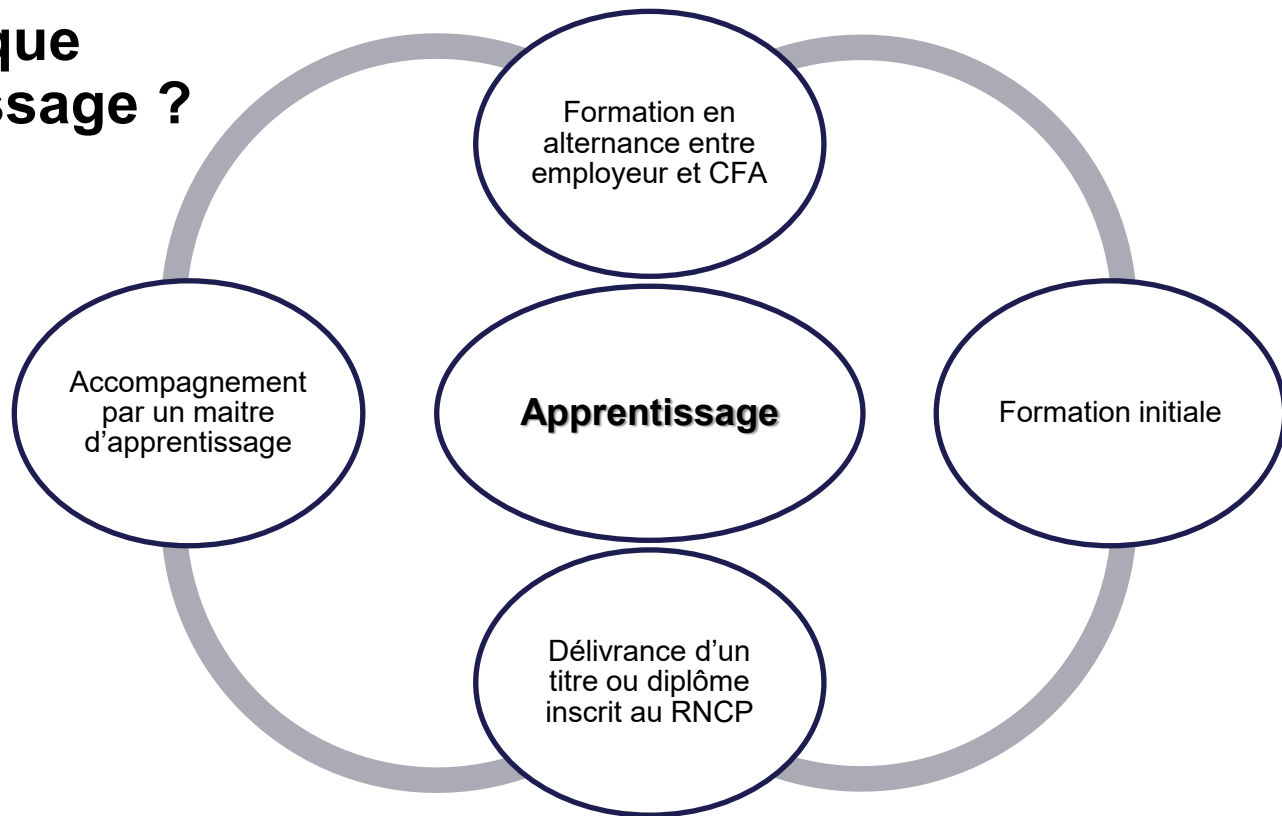 que
ssage ?
Formation en
alternance entre
employeur et CFA
Accompagnement
par un maitre
d’apprentissage
Apprentissage
Formation initiale
Délivrance d’un
titre ou diplôme
inscrit au RNCP